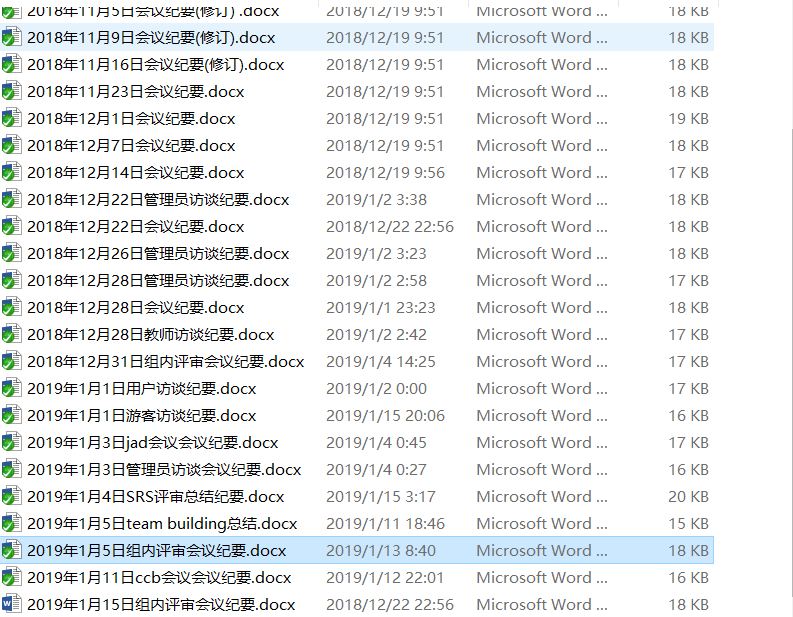 2018年11月5日会议纪要(修订) .docx 2018/12/19 9:51 Microsoft Word ... 18 KB
2018年11月9日会议纪要(修订).docx 2018/12/19 9:51 Microsoft Word ... 18 KB
2018年11月16日会议纪要(修订).docx 2018/12/19 9:51 Microsoft Word ... 18 KB
2018年11月23日会议纪要.docx 2018/12/19 9:51 Microsoft Word ... 18 KB
2018年12月1日会议纪要.docx 2018/12/19 9:51 Microsoft Word ... 19 KB
2018年12月7日会议纪要.docx 2018/12/19 9:51 Microsoft Word ... 18 KB
2018年12月14日会议纪要.docx 2018/12/19 9:56 Microsoft Word ... 17 KB
2018年12月22日管理员访谈纪要.docx 2019/1/2 3:38 Microsoft Word ... 18 KB
2018年12月22日会议纪要.docx 2018/12/22 22:56 Microsoft Word ... 18 KB
2018年12月26日管理员访谈纪要.docx 2019/1/2 3:23 Microsoft Word ... 18 KB
2018年12月28日管理员访谈纪要.docx 2019/1/2 2:58 Microsoft Word ... 17 KB
2018年12月28日会议纪要.docx 2019/1/1 23:23 Microsoft Word ... 18 KB
2018年12月28日教师访谈纪要.docx 2019/1/2 2:42 Microsoft Word ... 17 KB
2018年12月31日组内评审会议纪要.docx 2019/1/4 14:25 Microsoft Word ... 17 KB
2019年1月1日用户访谈纪要.docx 2019/1/2 0:00 Microsoft Word ... 17 KB
2019年1月1日游客访谈纪要.docx 2019/1/15 20:06 Microsoft Word ... 16 KB
2019年1月3日jad会议会议纪要.docx 2019/1/4 0:45 Microsoft Word ... 17 KB
2019年1月3日管理员访谈会议纪要.docx 2019/1/4 0:27 Microsoft Word ... 16 KB
2019年1月4日SRS评审总结纪要.docx 2019/1/15 3:17 Microsoft Word ... 20 KB
2019年1月5日team building总结.docx 2019/1/11 18:46 Microsoft Word ... 15 KB
2019年1月5日组内评审会议纪要.docx 2019/1/13 8:40 Microsoft Word ... 18 KB
2019年1月11日ccb会议会议纪要.docx 2019/1/12 22:01 Microsoft Word ... 16 KB
2019年1月15日组内评审会议纪要.docx 2018/12/22 22:56 Microsoft Word ... 18 KB